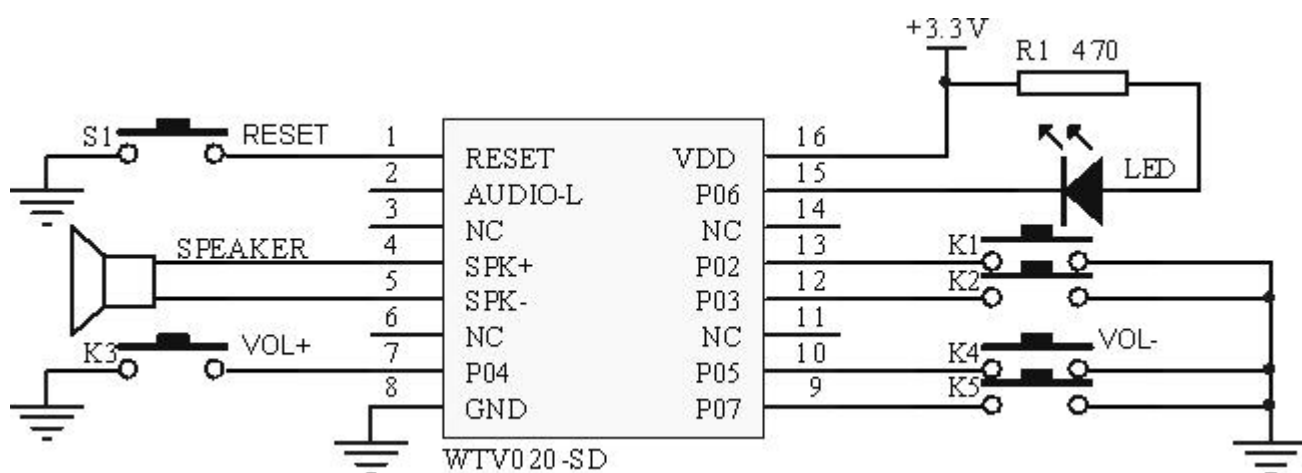 +3.3V
R1 470
S1 RESET 1 RESET VDD 16
2 AUDIO-L P06 15 LED
3 NC NC 14
SPEAKER 4 SPK+ P02 13 K1
5 SPK- P03 12 K2
6 NC NC 11
K3 VOL+ 7 P04 P05 10 K4 VOL-
8 GND P07 9 K5
WTV020-SD